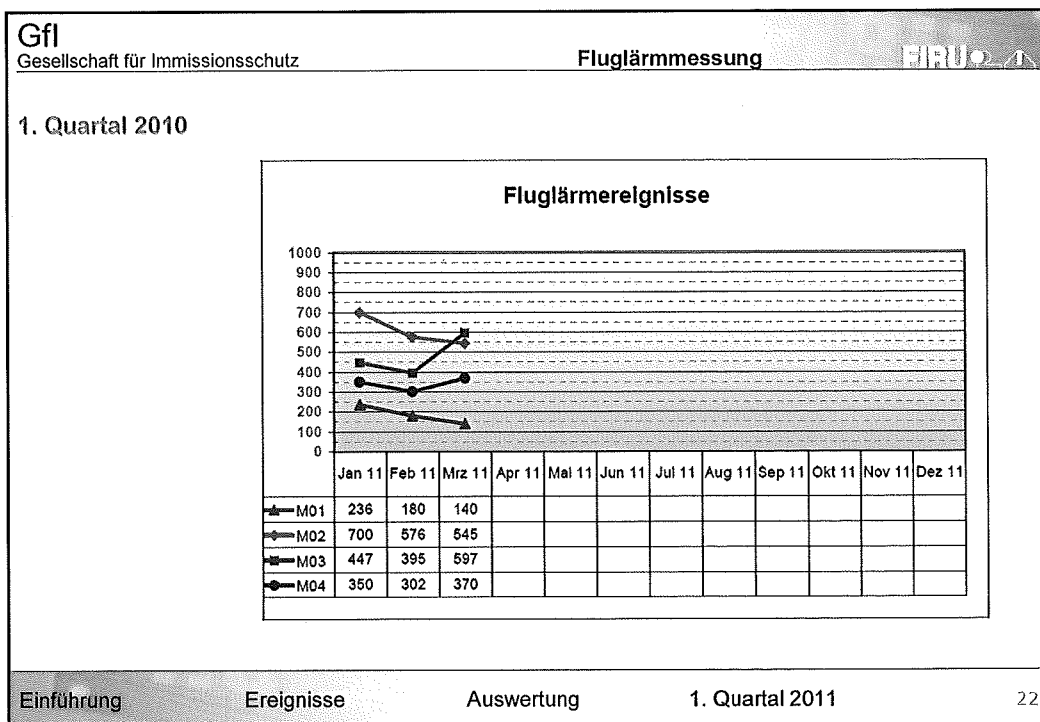 GfI
Gesellschaft für Immissionsschutz
Fluglärmmessung
FIRU
1. Quartal 2010
Fluglärmereignisse
1000
900
800
700
600
500
400
300
200
100
0
Jan 11 Feb 11 Mrz 11 Apr 11 Mai 11 Jun 11 Jul 11 Aug 11 Sep 11 Okt 11 Nov 11 Dez 11
M01 236 180 140
M02 700 576 545
M03 447 395 597
M04 350 302 370
Einführung Ereignisse Auswertung 1. Quartal 2011 22